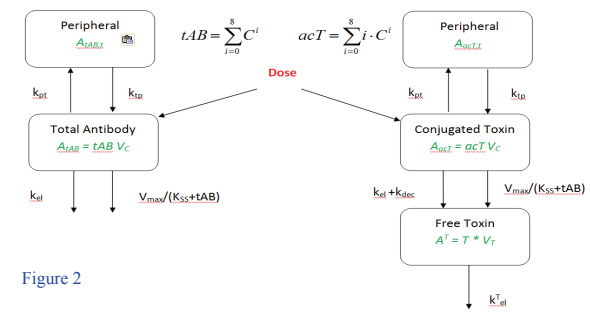 Peripheral
A_tAB,t
tAB = \sum_{i=0}^{8} C^i
acT = \sum_{i=0}^{8} i · C^i
Peripheral
A_acT,t
Dose
k_pt
k_tp
k_pt
k_tp
Total Antibody
A_tAB = tAB V_C
Conjugated Toxin
A_acT = acT V_C
k_el
V_max/(K_SS+tAB)
k_el +k_dec
V_max/(K_SS+tAB)
Free Toxin
A^T = T * V_T
Figure 2
k^T_el